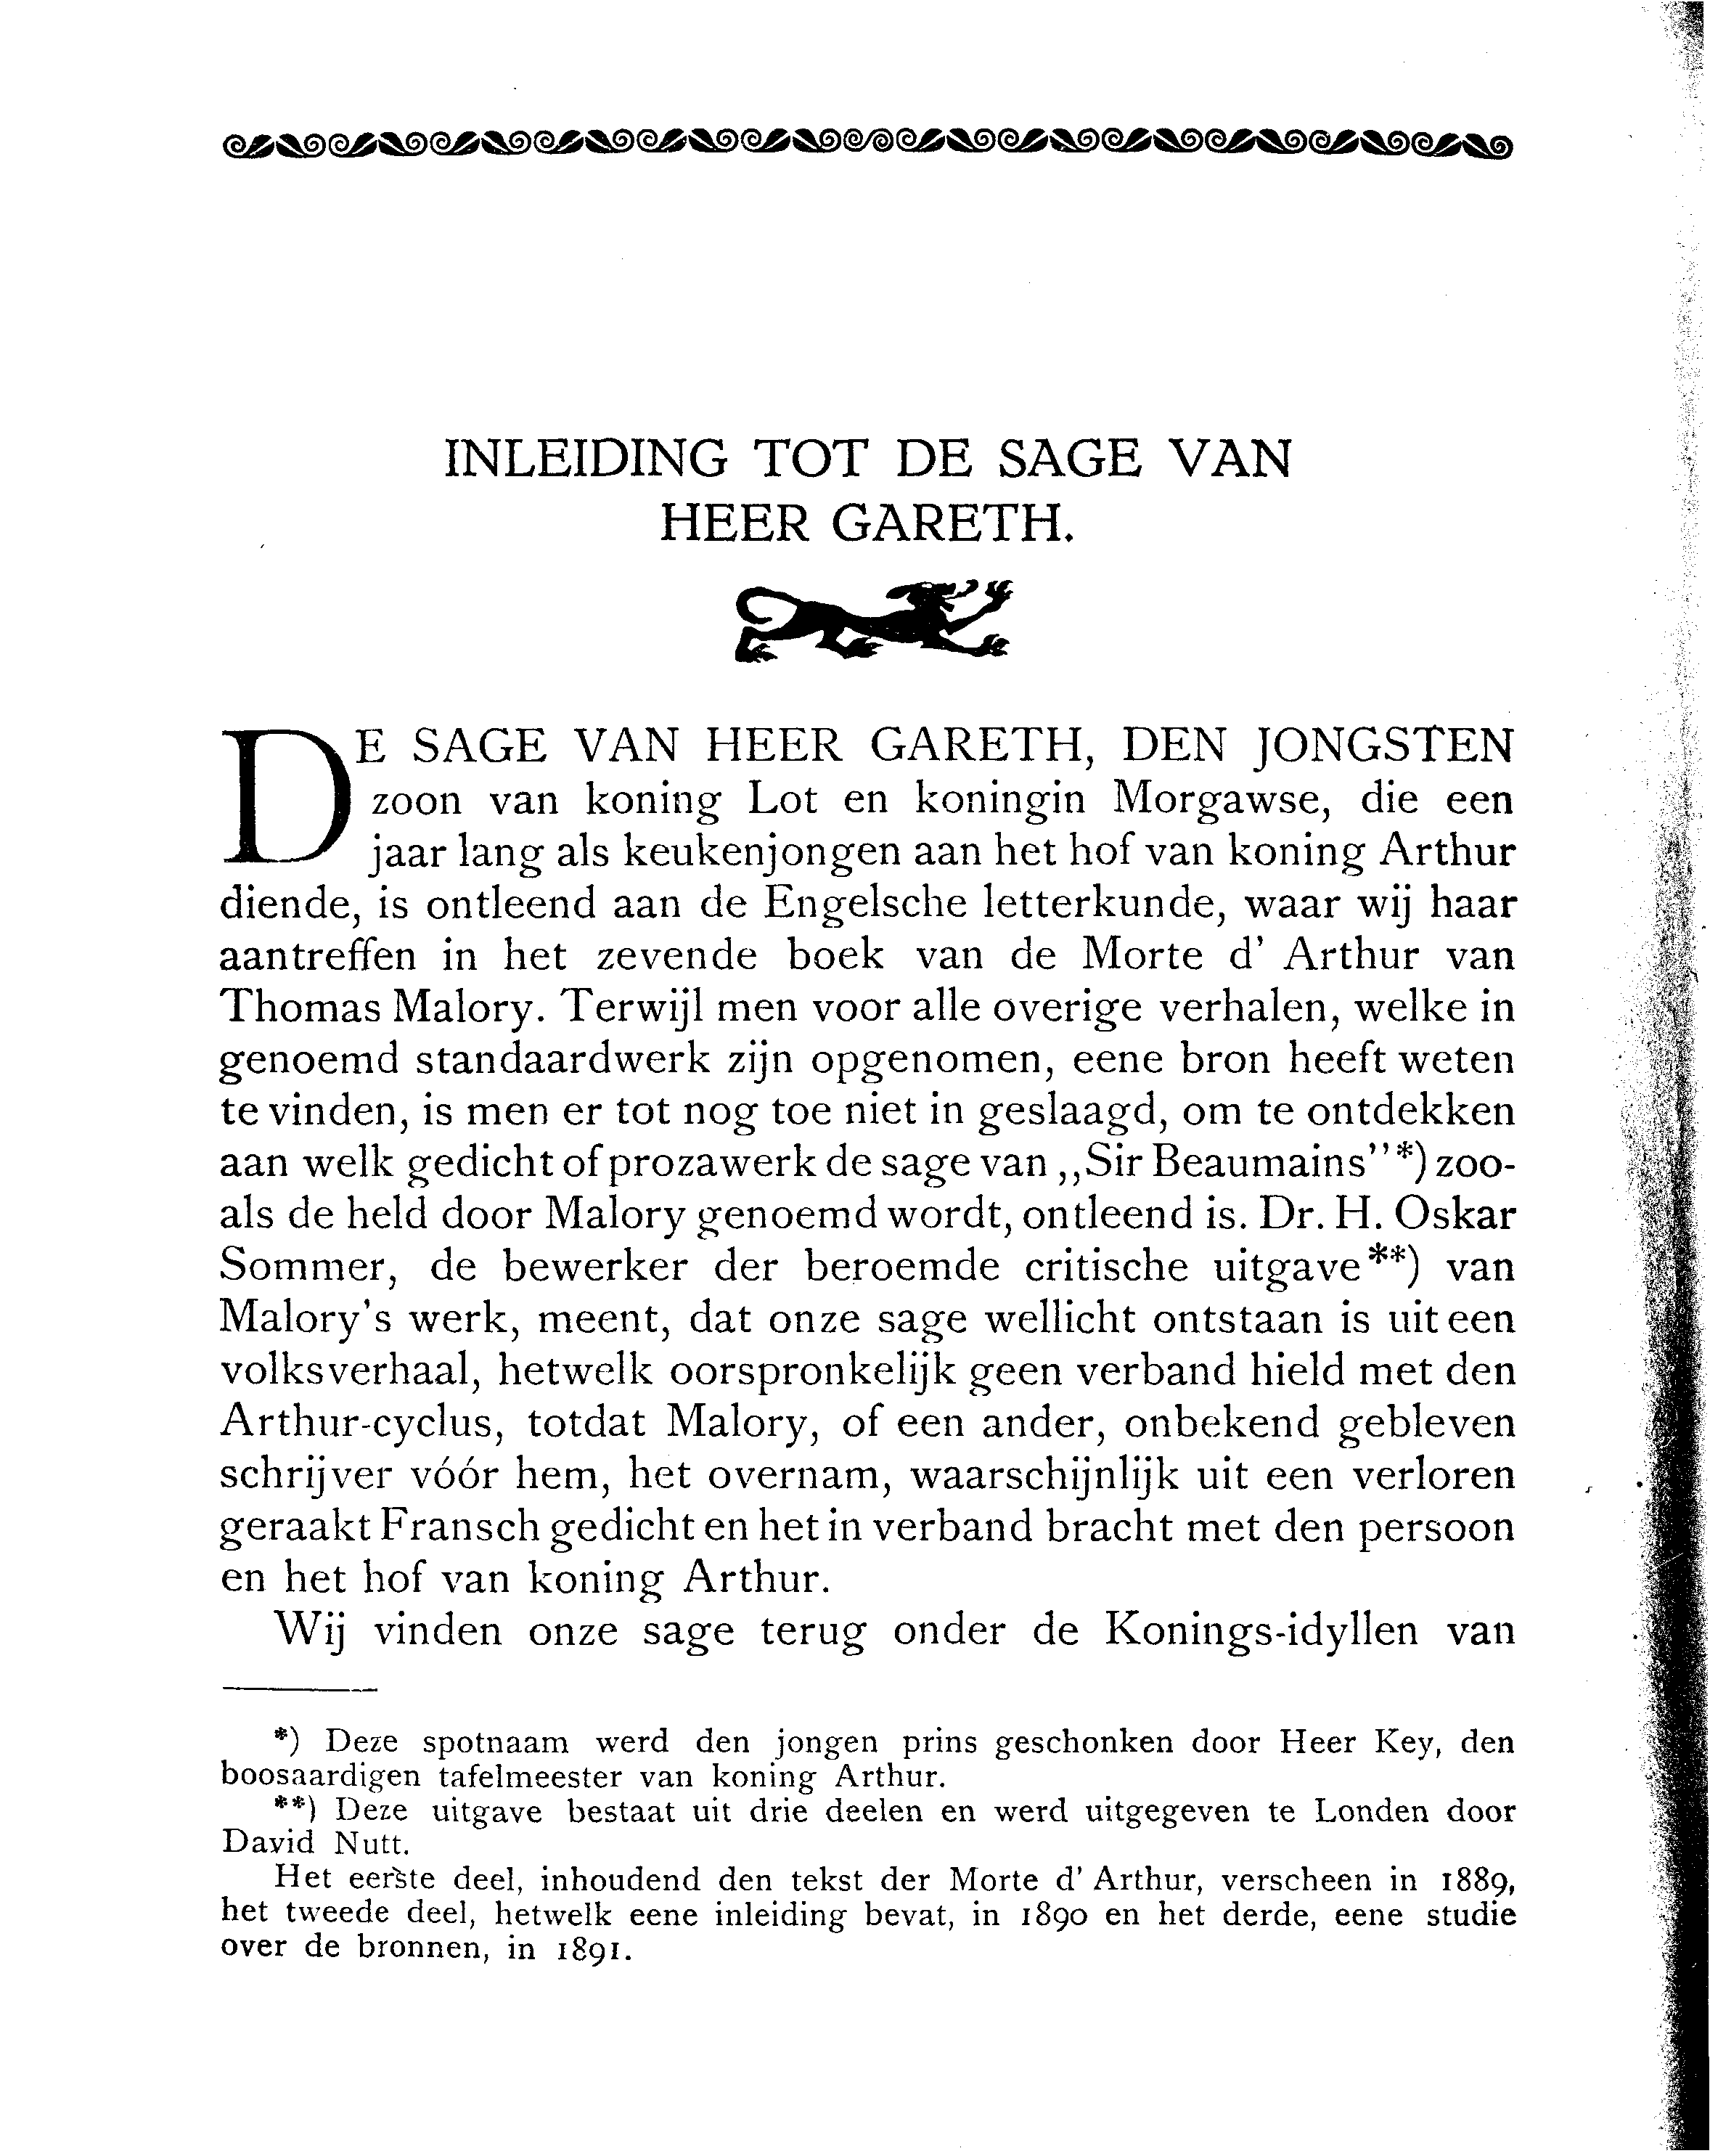 INLEIDING TOT DE SAGE VAN
HEER GARETH.
DE SAGE VAN HEER GARETH, DEN JONGSTEN
zoon van koning Lot en koningin Morgawse, die een
jaar lang als keukenjongen aan het hof van koning Arthur
diende, is ontleend aan de Engelsche letterkunde, waar wij haar
aantreffen in het zevende boek van de Morte d' Arthur van
Thomas Malory. Terwijl men voor alle overige verhalen, welke in
genoemd standaardwerk zijn opgenomen, eene bron heeft weten
te vinden, is men er tot nog toe niet in geslaagd, om te ontdekken
aan welk gedicht of prozawerk de sage van ,,Sir Beaumains''*) zoo-
als de held door Malory genoemd wordt, ontleend is. Dr. H. Oskar
Sommer, de bewerker der beroemde critische uitgave**) van
Malory's werk, meent, dat onze sage wellicht ontstaan is uit een
volksverhaal, hetwelk oorspronkelijk geen verband hield met den
Arthur-cyclus, totdat Malory, of een ander, onbekend gebleven
schrijver vóór hem, het overnam, waarschijnlijk uit een verloren
geraakt Fransch gedicht en het in verband bracht met den persoon
en het hof van koning Arthur.
Wij vinden onze sage terug onder de Konings-idyllen van
*) Deze spotnaam werd den jongen prins geschonken door Heer Key, den
boosaardigen tafelmeester van koning Arthur.
**) Deze uitgave bestaat uit drie deelen en werd uitgegeven te Londen door
David Nutt.
Het eerste deel, inhoudend den tekst der Morte d' Arthur, verscheen in 1889,
het tweede deel, hetwelk eene inleiding bevat, in 1890 en het derde, eene studie
over de bronnen, in 1891.